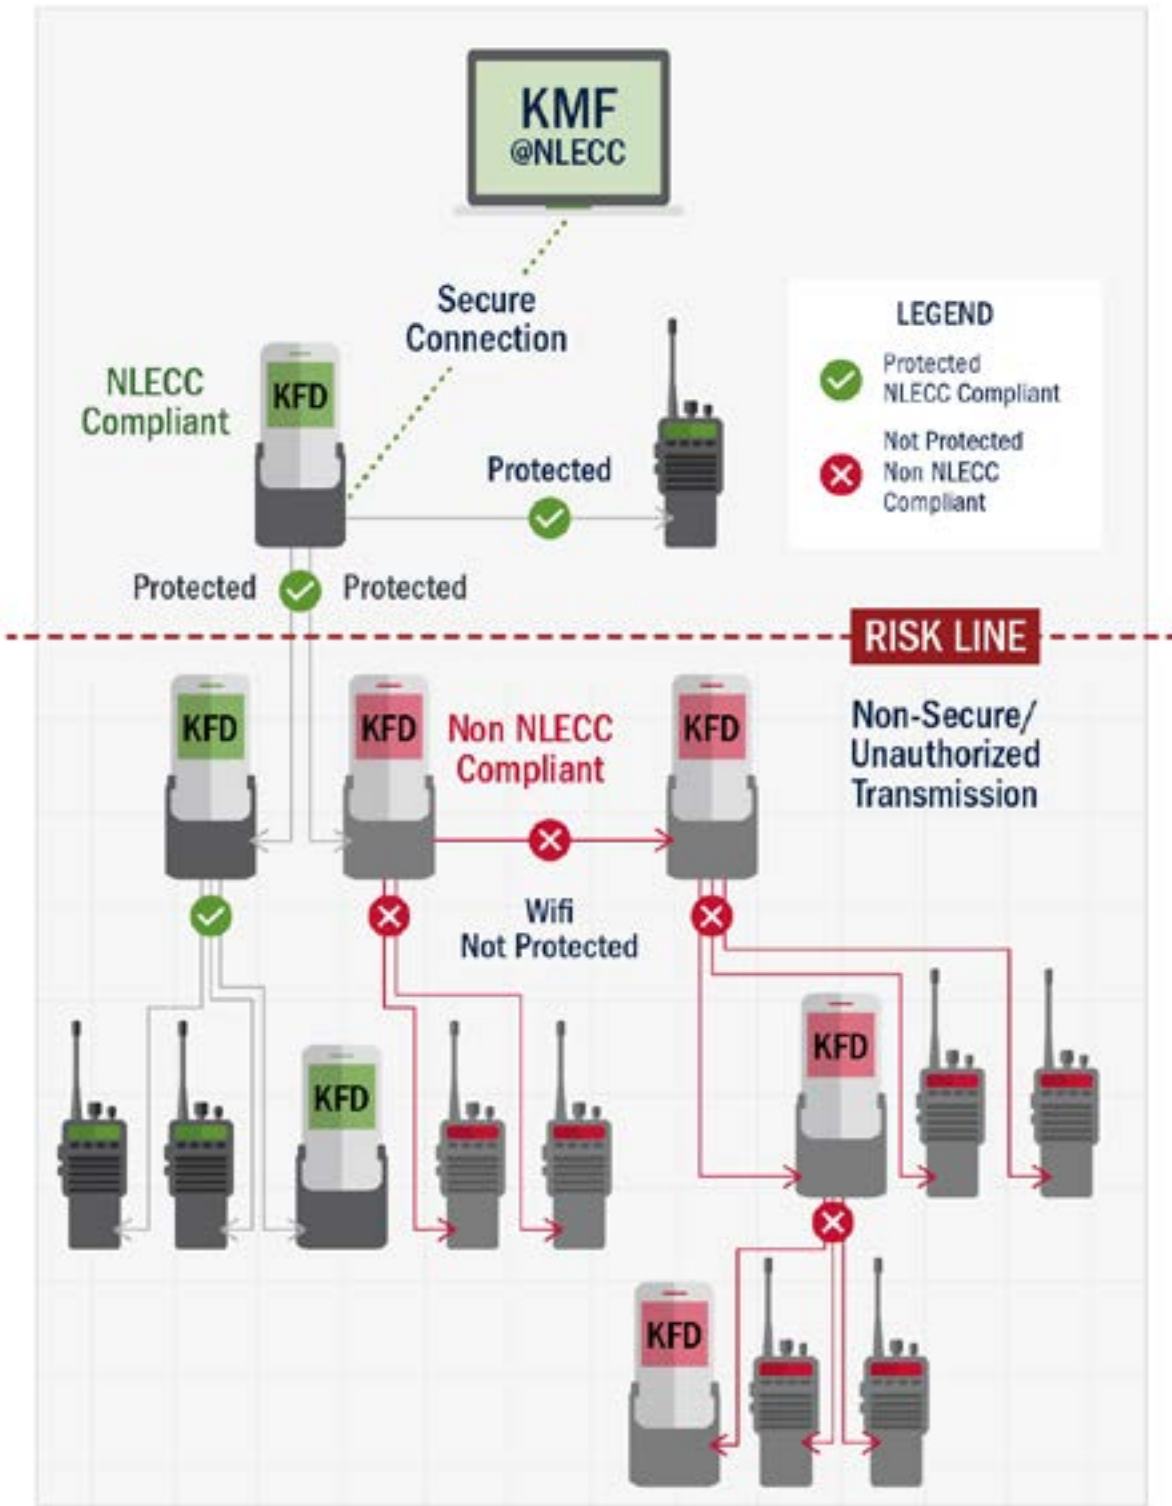 KMF
@NLECC
Secure
Connection
LEGEND
Protected
NLECC Compliant
Not Protected
Non NLECC
Compliant
NLECC
Compliant
KFD
Protected
Protected
Protected
RISK LINE
KFD
KFD
Non NLECC
Compliant
KFD
Non-Secure/
Unauthorized
Transmission
Wifi
Not Protected
KFD
KFD
KFD